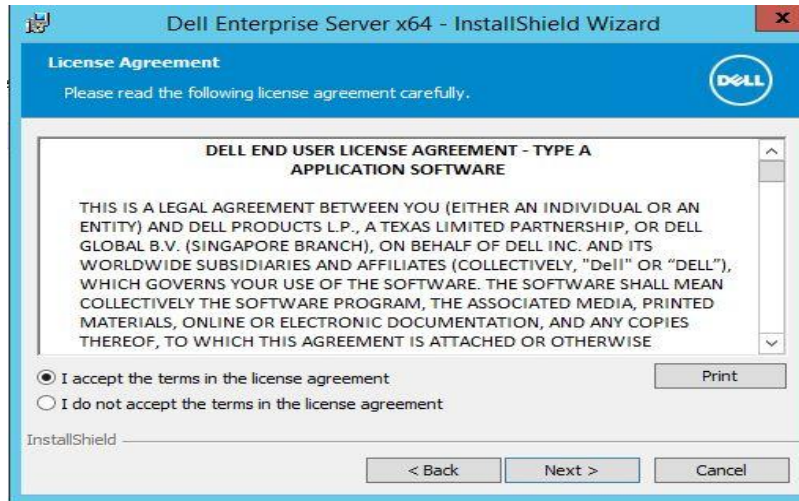 Dell Enterprise Server x64 - InstallShield Wizard
x
License Agreement
Please read the following license agreement carefully.
DELL
DELL END USER LICENSE AGREEMENT - TYPE A
APPLICATION SOFTWARE
THIS IS A LEGAL AGREEMENT BETWEEN YOU (EITHER AN INDIVIDUAL OR AN
ENTITY) AND DELL PRODUCTS L.P., A TEXAS LIMITED PARTNERSHIP, OR DELL
GLOBAL B.V. (SINGAPORE BRANCH), ON BEHALF OF DELL INC. AND ITS
WORLDWIDE SUBSIDIARIES AND AFFILIATES (COLLECTIVELY, "Dell" OR “DELL”),
WHICH GOVERNS YOUR USE OF THE SOFTWARE. THE SOFTWARE SHALL MEAN
COLLECTIVELY THE SOFTWARE PROGRAM, THE ASSOCIATED MEDIA, PRINTED
MATERIALS, ONLINE OR ELECTRONIC DOCUMENTATION, AND ANY COPIES
THEREOF, TO WHICH THIS AGREEMENT IS ATTACHED OR OTHERWISE
I accept the terms in the license agreement
Print
I do not accept the terms in the license agreement
InstallShield
< Back
Next >
Cancel